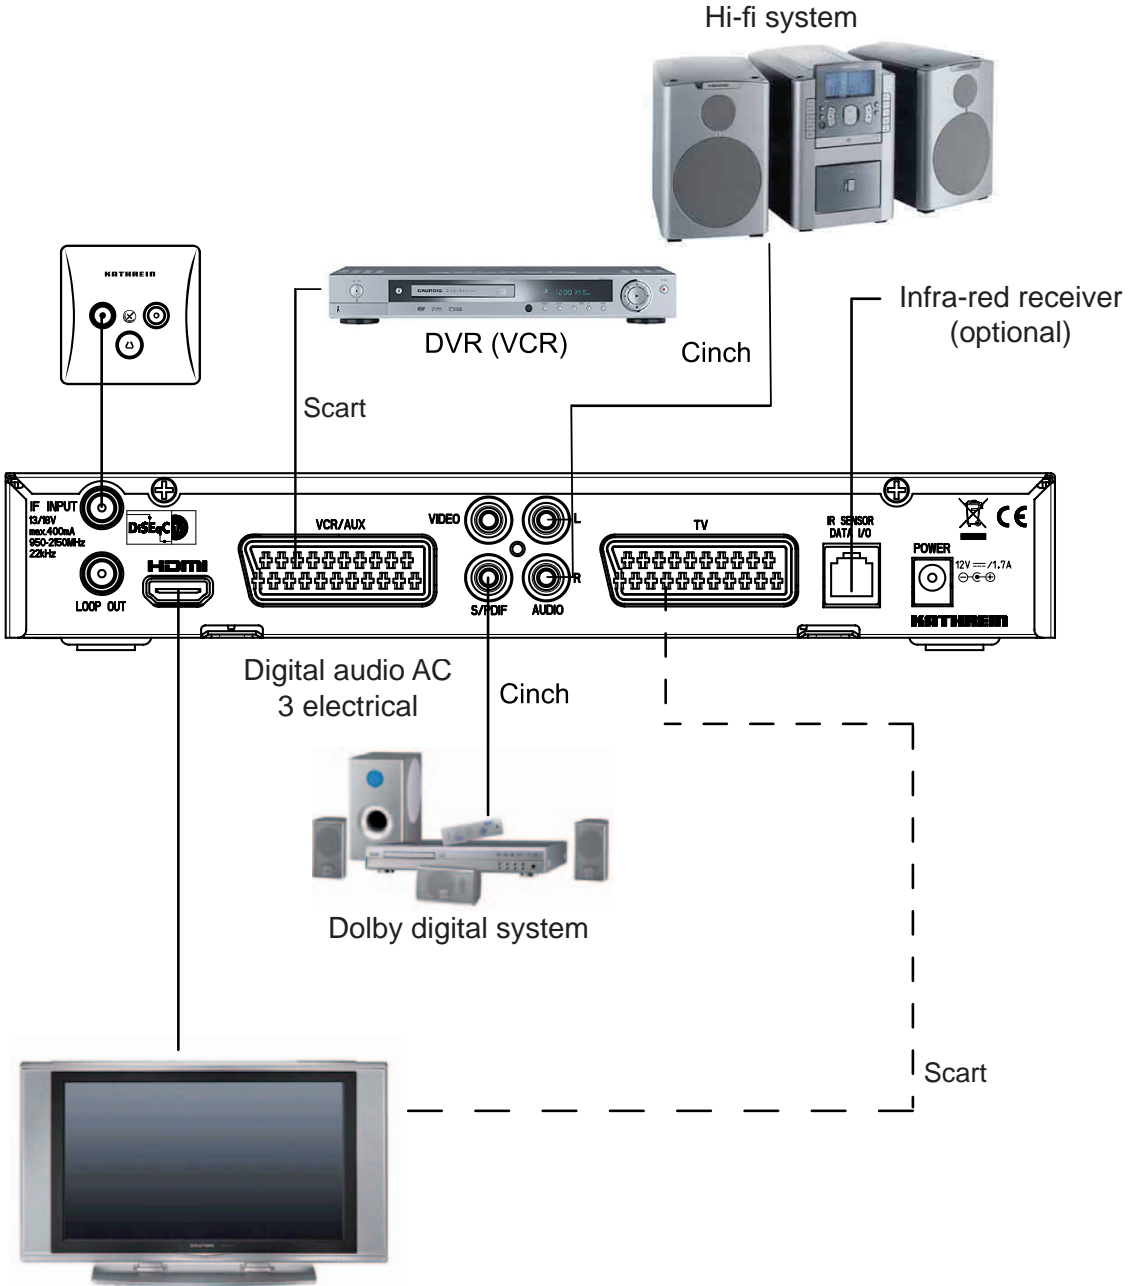 Hi-fi system
KATHREIN
GRUNDIG
DVR (VCR)
Cinch
Infra-red receiver
(optional)
Scart
IF INPUT
13/18V
max.400mA
950-2150MHz
22kHz
DiSEqC
VCR/AUX
VIDEO
L
TV
IR SENSOR
DATA I/O
CE
POWER
12V /1.7A
HDMI
LOOP OUT
S/PDIF
R
AUDIO
KATHREIN
Digital audio AC
3 electrical
Cinch
Dolby digital system
Scart